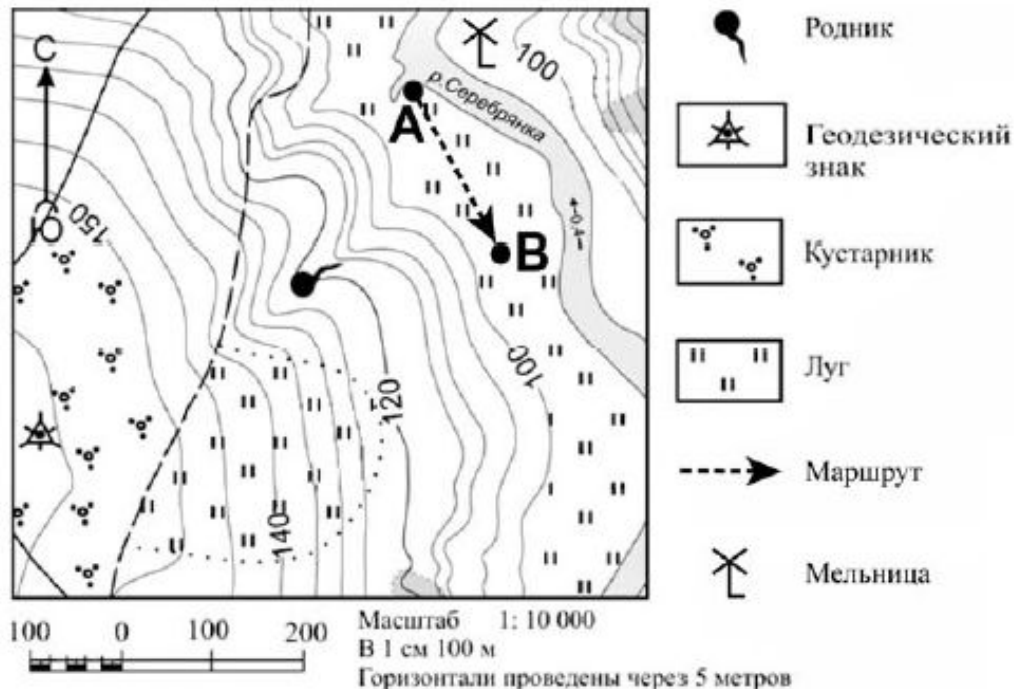 С
Ю
150
100
р.Серебрянка
А
В
0,4
100
120
140
Родник
Геодезический
знак
Кустарник
Луг
Маршрут
Мельница
100 0 100 200
Масштаб 1: 10 000
В 1 см 100 м
Горизонтали проведены через 5 метров